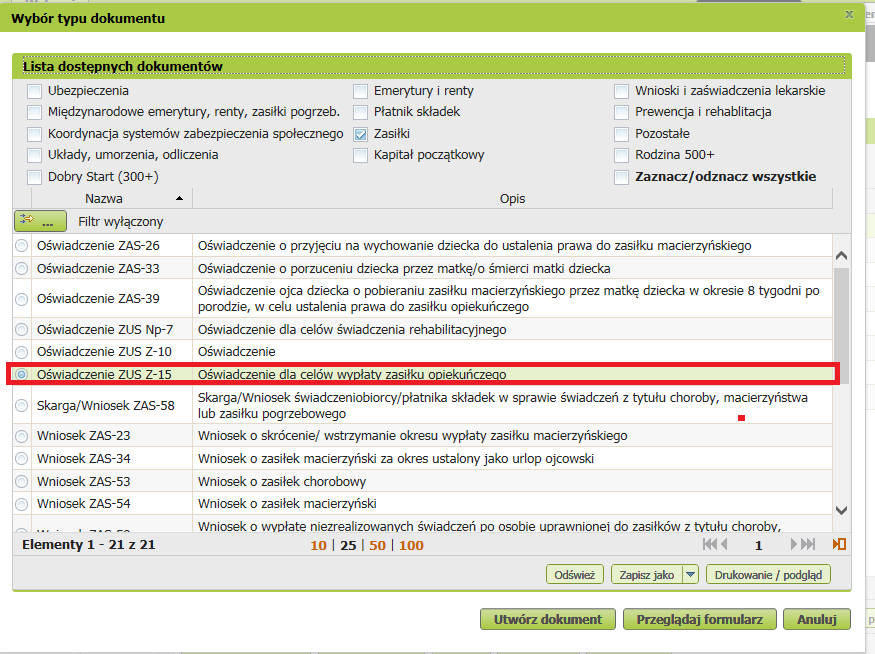 Wybór typu dokumentu
x
Lista dostępnych dokumentów
Ubezpieczenia
Emerytury i renty
Wnioski i zaświadczenia lekarskie
Międzynarodowe emerytury, renty, zasiłki pogrzeb.
Płatnik składek
Prewencja i rehablitacja
Koordynacja systemów zabezpieczenia społecznego
Zasiłki
Pozostałe
Układy, umorzenia, odliczenia
Kapitał początkowy
Rodzina 500+
Dobry Start (300+)
Zaznacz/odznacz wszystkie
Nazwa Opis
... Filtr wyłączony
Oświadczenie ZAS-26 Oświadczenie o przyjęciu na wychowanie dziecka do ustalenia prawa do zasiłku macierzyńskiego
Oświadczenie ZAS-33 Oświadczenie o porzuceniu dziecka przez matkę/o śmierci matki dziecka
Oświadczenie ZAS-39 Oświadczenie ojca dziecka o pobieraniu zasiłku macierzyńskiego przez matkę dziecka w okresie 8 tygodni po
porodzie, w celu ustalenia prawa do zasiłku opiekuńczego
Oświadczenie ZUS Np-7 Oświadczenie dla celów świadczenia rehabilitacyjnego
Oświadczenie ZUS Z-10 Oświadczenie
Oświadczenie ZUS Z-15 Oświadczenie dla celów wypłaty zasiłku opiekuńczego
Skarga/Wniosek ZAS-58 Skarga/Wniosek świadczeniobiorcy/płatnika składek w sprawie świadczeń z tytułu choroby, macierzyństwa
lub zasiłku pogrzebowego
Wniosek ZAS-23 Wniosek o skrócenie/ wstrzymanie okresu wypłaty zasiłku macierzyńskiego
Wniosek ZAS-34 Wniosek o zasiłek macierzyński za okres ustalony jako urlop ojcowski
Wniosek ZAS-53 Wniosek o zasiłek chorobowy
Wniosek ZAS-54 Wniosek o zasiłek macierzyński
Wniosek o wypłatę niezrealizowanych świadczeń po osobie uprawnionej do zasiłków z tytułu choroby,
Elementy 1 - 21 z 21 10 | 25 | 50 | 100 1
Odśwież Zapisz jako Drukowanie / podgląd
Utwórz dokument Przeglądaj formularz Anuluj